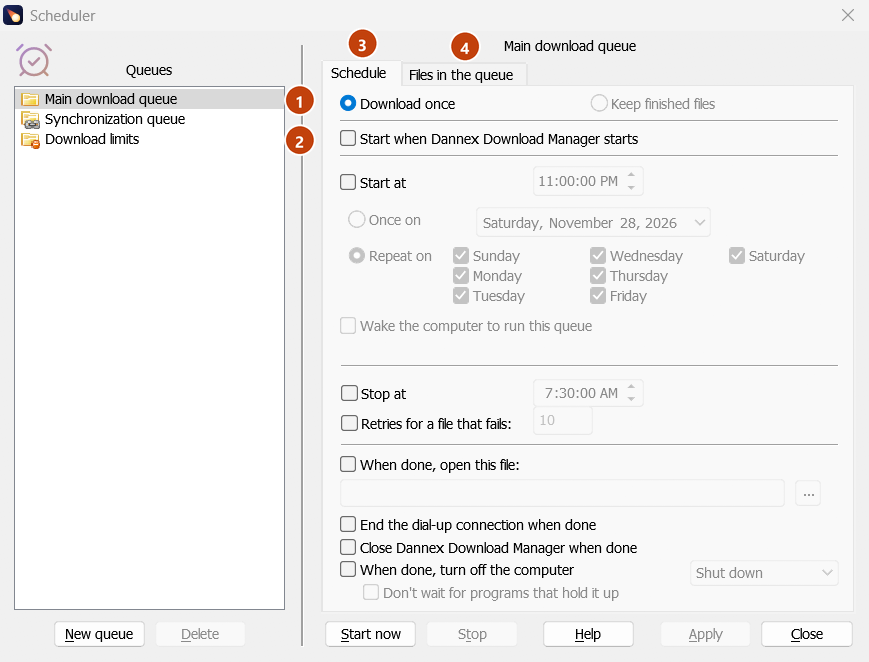 Scheduler
Queues
Main download queue
Synchronization queue
Download limits
1
2
3
4
Main download queue
Schedule
Files in the queue
Download once
Keep finished files
Start when Dannex Download Manager starts
Start at
11:00:00 PM
Once on
Saturday, November 28, 2026
Repeat on
Sunday
Wednesday
Saturday
Monday
Thursday
Tuesday
Friday
Wake the computer to run this queue
Stop at
7:30:00 AM
Retries for a file that fails:
10
When done, open this file:
...
End the dial-up connection when done
Close Dannex Download Manager when done
When done, turn off the computer
Shut down
Don't wait for programs that hold it up
New queue
Delete
Start now
Stop
Help
Apply
Close